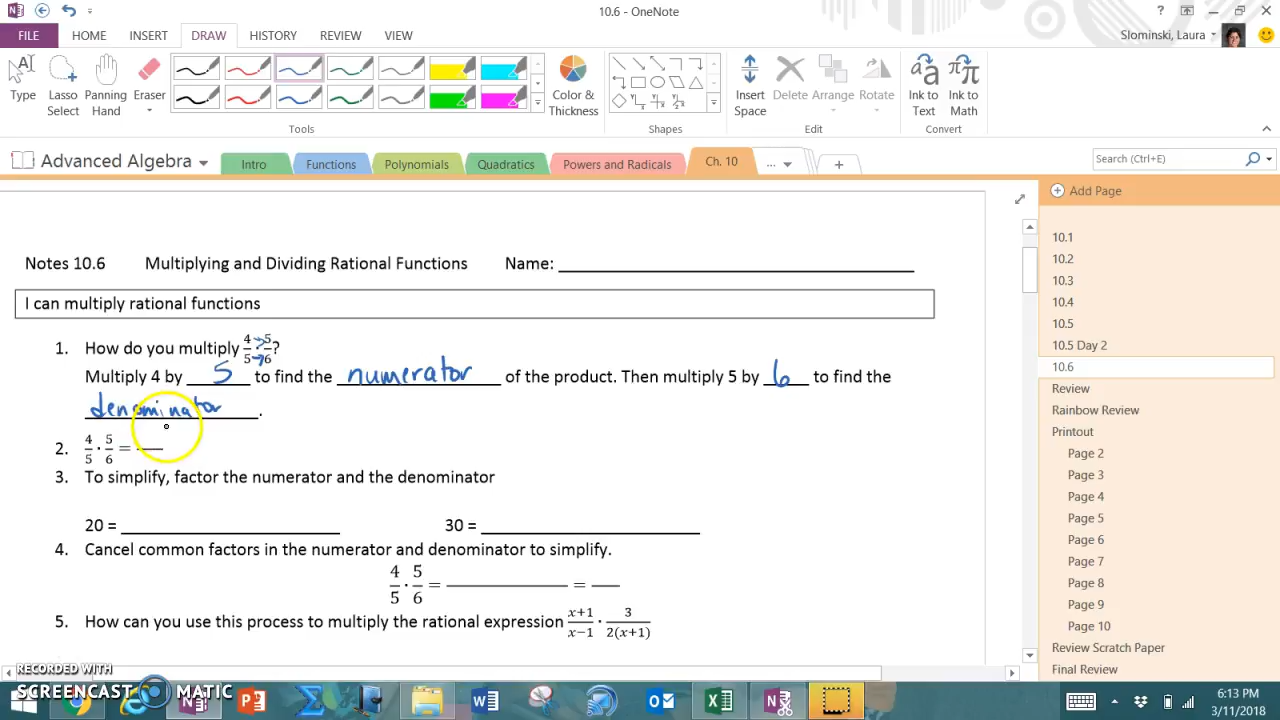 10.6 - OneNote
?
FILE HOME INSERT DRAW HISTORY REVIEW VIEW
Slominski, Laura
Type Lasso Select Panning Hand Eraser
Color & Thickness
Insert Space Delete Arrange Rotate
Ink to Text Ink to Math
Tools Shapes Edit Convert
Advanced Algebra Intro Functions Polynomials Quadratics Powers and Radicals Ch. 10 ... +
Search (Ctrl+E)
Add Page
10.1
10.2
10.3
10.4
10.5
10.5 Day 2
10.6
Review
Rainbow Review
Printout
Page 2
Page 3
Page 4
Page 5
Page 6
Page 7
Page 8
Page 9
Page 10
Review Scratch Paper
Final Review
Notes 10.6 Multiplying and Dividing Rational Functions Name: ____
I can multiply rational functions
1. How do you multiply 4/5 · 5/6?
Multiply 4 by 5 to find the numerator of the product. Then multiply 5 by 6 to find the
denominator.
2. 4/5 · 5/6 = __
3. To simplify, factor the numerator and the denominator
20 = ____ 30 = ____
4. Cancel common factors in the numerator and denominator to simplify.
4/5 · 5/6 = ____ = __
5. How can you use this process to multiply the rational expression x+1/x−1 · 3/2(x+1)
RECORDED WITH
SCREENCAST MATIC
6:13 PM
3/11/2018